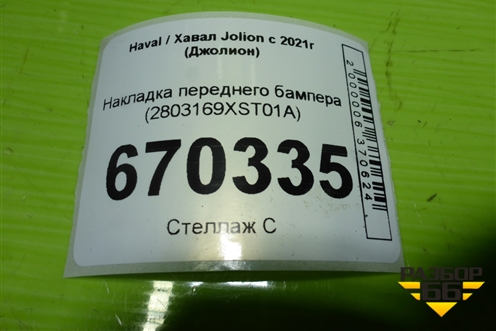 Haval / Хавал Jolion с 2021г
(Джолион)
Накладка переднего бампера
(2803169XST01A)
670335
Стеллаж С
2000006370624
РАЗБОР
66